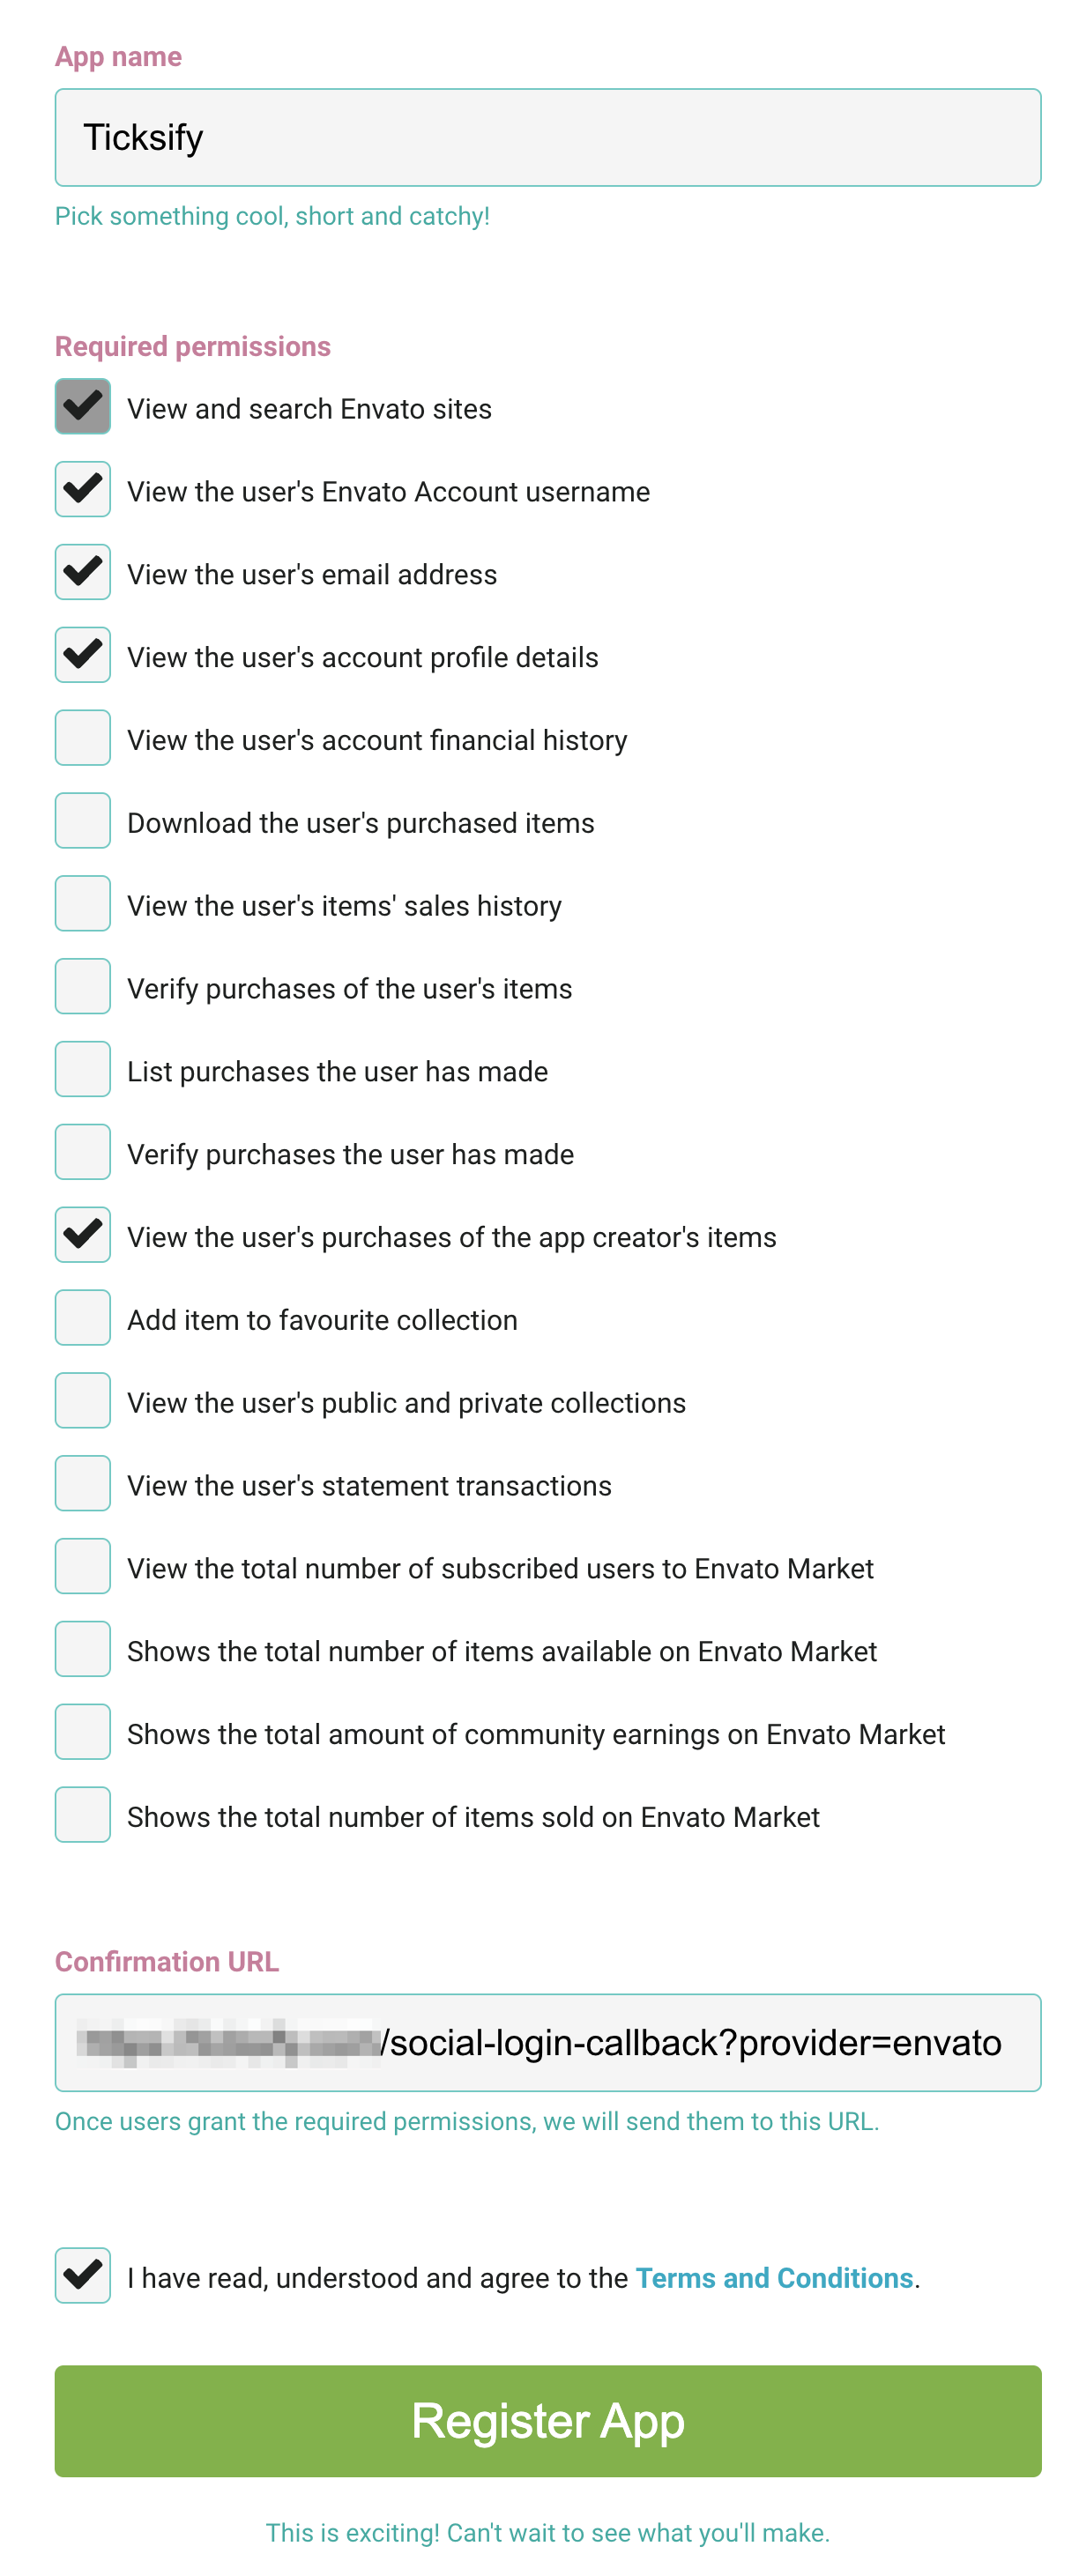 App name
Ticksify
Pick something cool, short and catchy!
Required permissions
View and search Envato sites
View the user's Envato Account username
View the user's email address
View the user's account profile details
View the user's account financial history
Download the user's purchased items
View the user's items' sales history
Verify purchases of the user's items
List purchases the user has made
Verify purchases the user has made
View the user's purchases of the app creator's items
Add item to favourite collection
View the user's public and private collections
View the user's statement transactions
View the total number of subscribed users to Envato Market
Shows the total number of items available on Envato Market
Shows the total amount of community earnings on Envato Market
Shows the total number of items sold on Envato Market
Confirmation URL
/social-login-callback?provider=envato
Once users grant the required permissions, we will send them to this URL.
I have read, understood and agree to the Terms and Conditions.
Register App
This is exciting! Can't wait to see what you'll make.